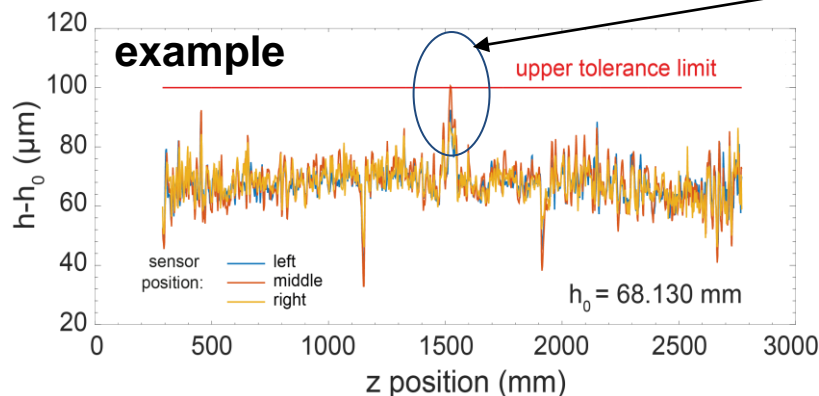 example
upper tolerance limit
120
100
80
60
40
20
h-h₀ (µm)
sensor
position:
left
middle
right
h₀ = 68.130 mm
0 500 1000 1500 2000 2500 3000
z position (mm)